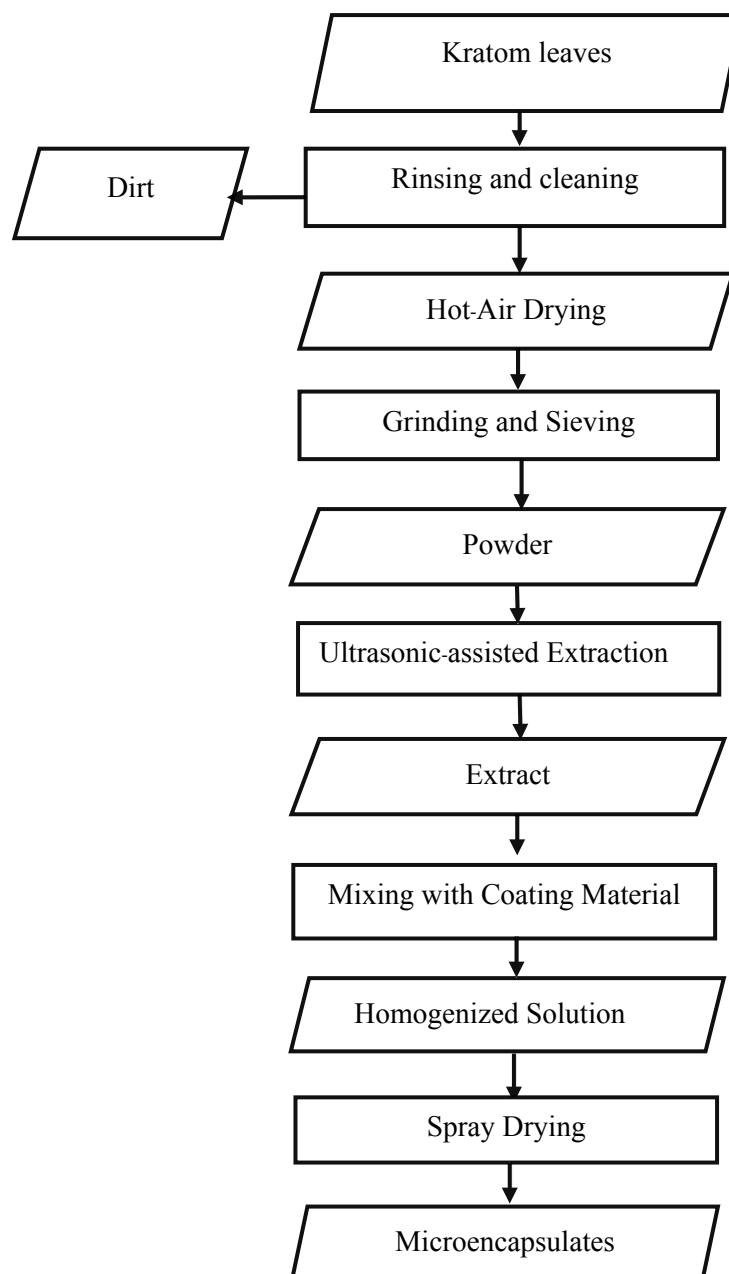 Kratom leaves
Dirt
Rinsing and cleaning
Hot-Air Drying
Grinding and Sieving
Powder
Ultrasonic-assisted Extraction
Extract
Mixing with Coating Material
Homogenized Solution
Spray Drying
Microencapsulates